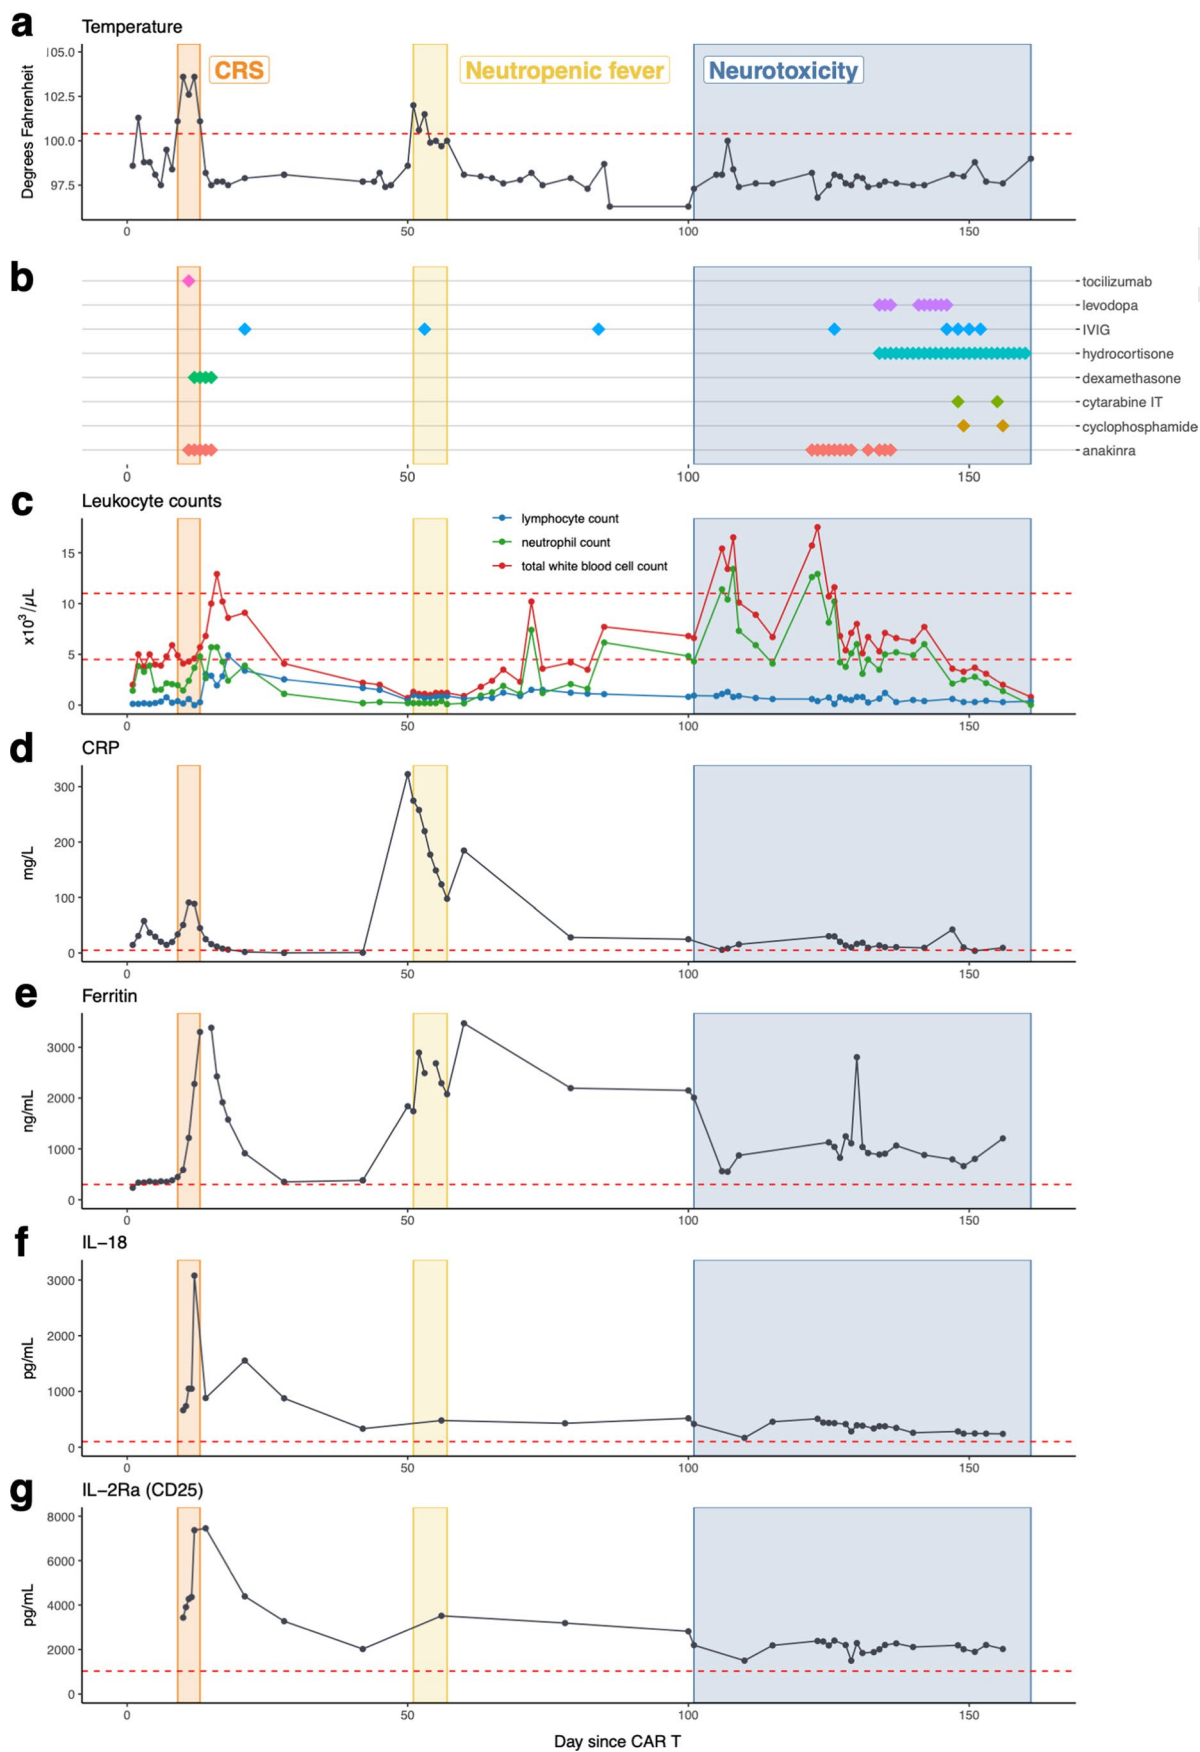 a
Temperature
105.0
102.5
100.0
97.5
Degrees Fahrenheit
CRS
Neutropenic fever
Neurotoxicity
0 50 100 150
b
tocilizumab
levodopa
IVIG
hydrocortisone
dexamethasone
cytarabine IT
cyclophosphamide
anakinra
0 50 100 150
c
Leukocyte counts
lymphocyte count
neutrophil count
total white blood cell count
15
10
5
0
x10³/µL
0 50 100 150
d
CRP
300
200
100
0
mg/L
0 50 100 150
e
Ferritin
3000
2000
1000
0
ng/mL
0 50 100 150
f
IL−18
3000
2000
1000
0
pg/mL
0 50 100 150
g
IL−2Ra (CD25)
8000
6000
4000
2000
0
pg/mL
0 50 100 150
Day since CAR T